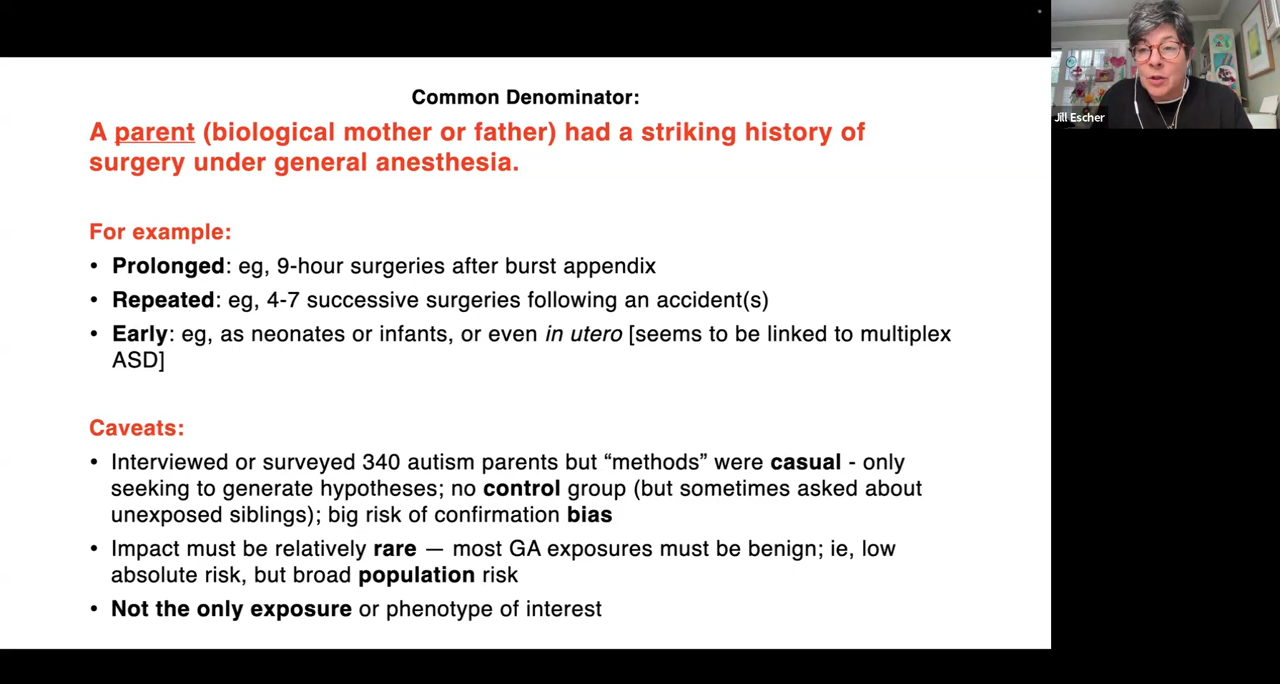 Common Denominator:
A parent (biological mother or father) had a striking history of
surgery under general anesthesia.
For example:
• Prolonged: eg, 9-hour surgeries after burst appendix
• Repeated: eg, 4-7 successive surgeries following an accident(s)
• Early: eg, as neonates or infants, or even in utero [seems to be linked to multiplex
ASD]
Caveats:
• Interviewed or surveyed 340 autism parents but “methods” were casual - only
seeking to generate hypotheses; no control group (but sometimes asked about
unexposed siblings); big risk of confirmation bias
• Impact must be relatively rare — most GA exposures must be benign; ie, low
absolute risk, but broad population risk
• Not the only exposure or phenotype of interest
Jill Escher